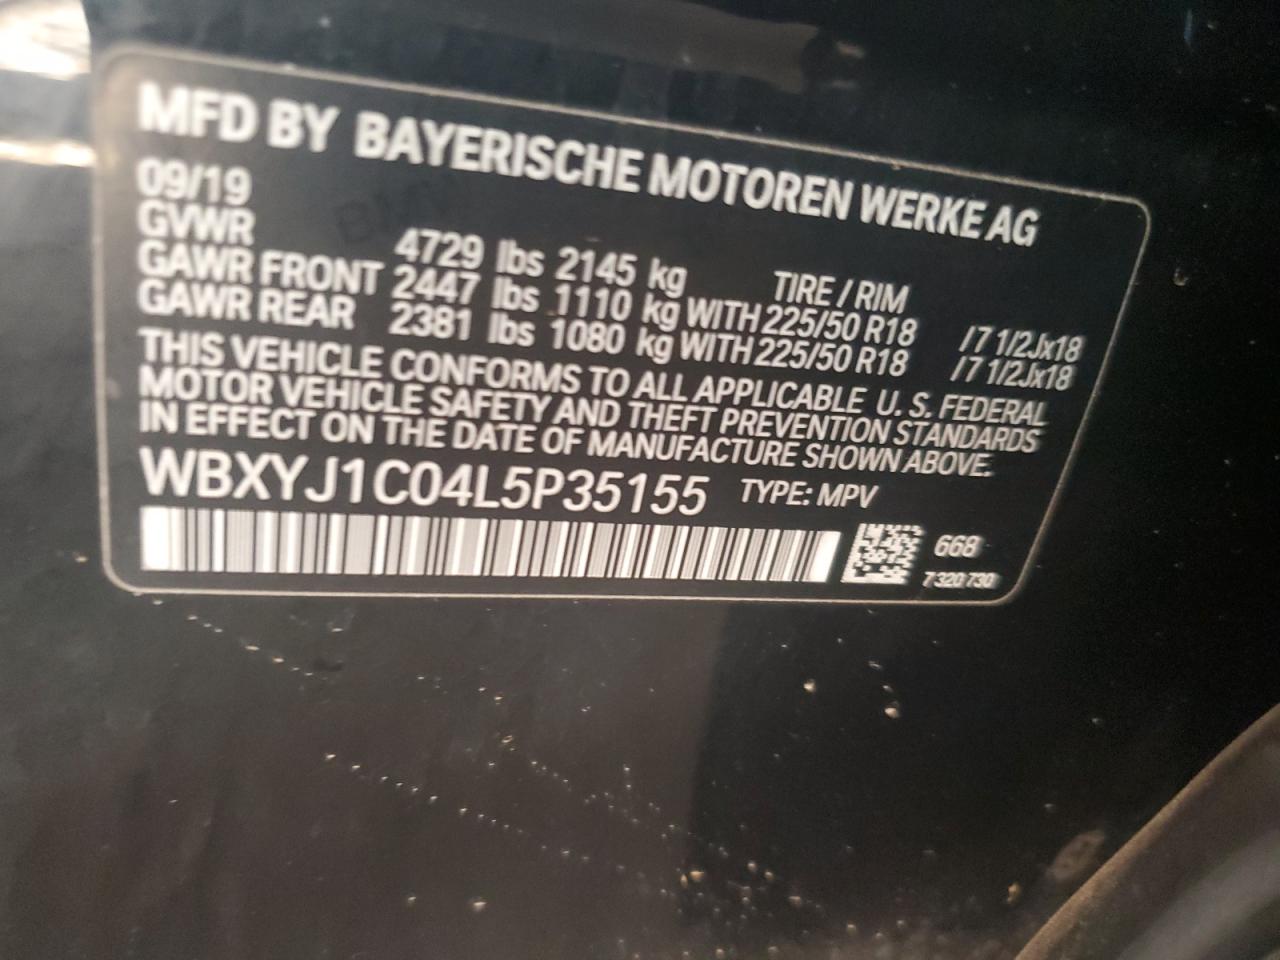 MFD BY BAYERISCHE MOTOREN WERKE AG
09/19
GVWR 4729 lbs 2145 kg TIRE / RIM
GAWR FRONT 2447 lbs 1110 kg WITH 225/50 R18 /7 1/2Jx18
GAWR REAR 2381 lbs 1080 kg WITH 225/50 R18 /7 1/2Jx18
THIS VEHICLE CONFORMS TO ALL APPLICABLE U. S. FEDERAL
MOTOR VEHICLE SAFETY AND THEFT PREVENTION STANDARDS
IN EFFECT ON THE DATE OF MANUFACTURE SHOWN ABOVE.
WBXYJ1C04L5P35155 TYPE: MPV
668
7 320 730